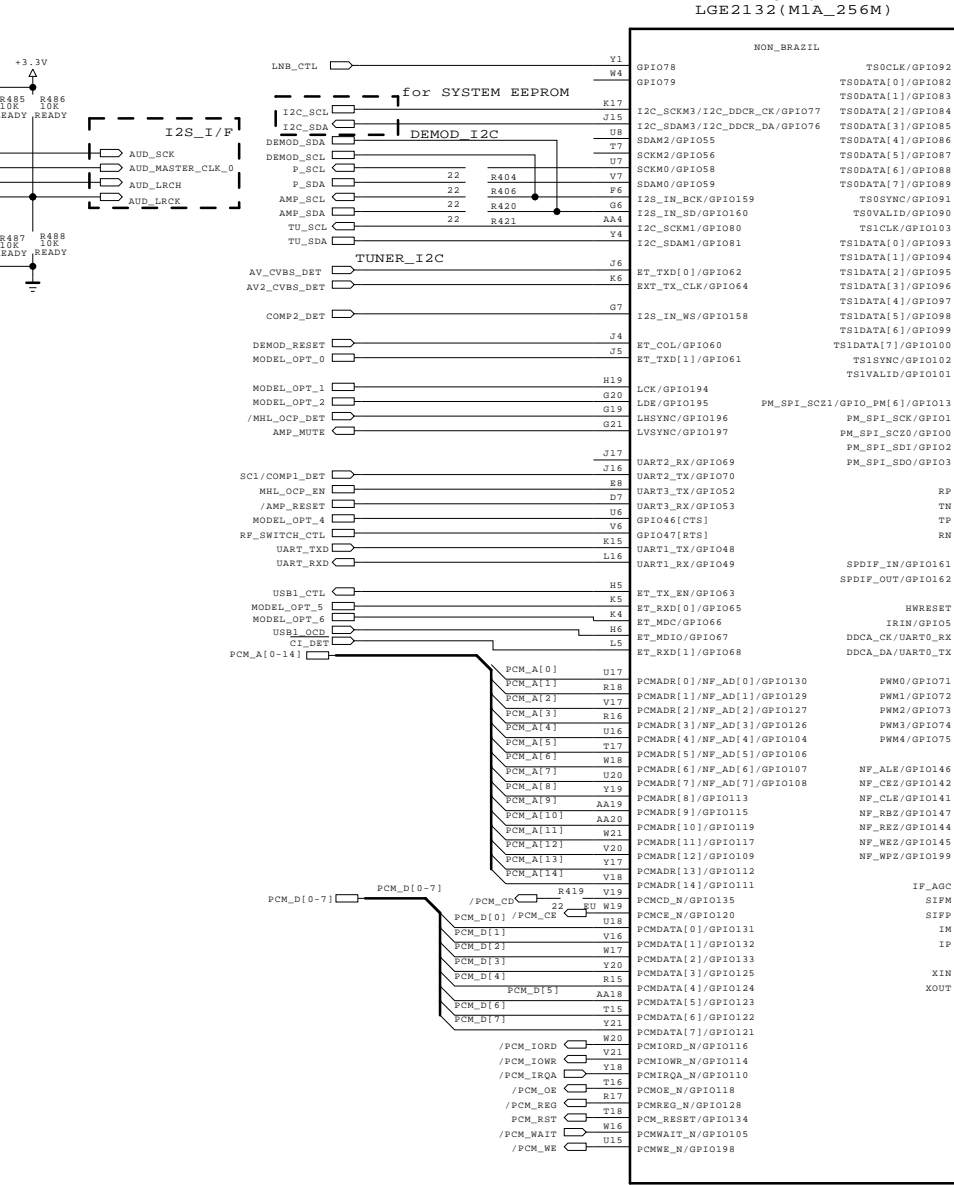 LGE2132(M1A_256M)
NON_BRAZIL
+3.3V
R485
10K
READY
R486
10K
READY
I2S_I/F
AUD_SCK
AUD_MASTER_CLK_0
AUD_LRCH
AUD_LRCK
R487
10K
READY
R488
10K
READY
for SYSTEM EEPROM
DEMOD_I2C
TUNER_I2C
LNB_CTL
I2C_SCL
I2C_SDA
DEMOD_SDA
DEMOD_SCL
P_SCL
P_SDA
AMP_SCL
AMP_SDA
TU_SCL
TU_SDA
22 R404
22 R406
22 R420
22 R421
AV_CVBS_DET
AV2_CVBS_DET
COMP2_DET
DEMOD_RESET
MODEL_OPT_0
MODEL_OPT_1
MODEL_OPT_2
/MHL_OCP_DET
AMP_MUTE
SC1/COMP1_DET
MHL_OCP_EN
/AMP_RESET
MODEL_OPT_4
RF_SWITCH_CTL
UART_TXD
UART_RXD
USB1_CTL
MODEL_OPT_5
MODEL_OPT_6
USB1_OCD
CI_DET
PCM_A[0-14]
PCM_A[0]
PCM_A[1]
PCM_A[2]
PCM_A[3]
PCM_A[4]
PCM_A[5]
PCM_A[6]
PCM_A[7]
PCM_A[8]
PCM_A[9]
PCM_A[10]
PCM_A[11]
PCM_A[12]
PCM_A[13]
PCM_A[14]
PCM_D[0-7]
PCM_D[0-7]
/PCM_CD
R419
22 EU
/PCM_CE
PCM_D[0]
PCM_D[1]
PCM_D[2]
PCM_D[3]
PCM_D[4]
PCM_D[5]
PCM_D[6]
PCM_D[7]
/PCM_IORD
/PCM_IOWR
/PCM_IRQA
/PCM_OE
/PCM_REG
PCM_RST
/PCM_WAIT
/PCM_WE
Y1 GPIO78
W4 GPIO79
K17 I2C_SCKM3/I2C_DDCR_CK/GPIO77
J15 I2C_SDAM3/I2C_DDCR_DA/GPIO76
U8 SDAM2/GPIO55
T7 SCKM2/GPIO56
U7 SCKM0/GPIO58
V7 SDAM0/GPIO59
F6 I2S_IN_BCK/GPIO159
G6 I2S_IN_SD/GPIO160
AA4 I2C_SCKM1/GPIO80
Y4 I2C_SDAM1/GPIO81
J6 ET_TXD[0]/GPIO62
K6 EXT_TX_CLK/GPIO64
G7 I2S_IN_WS/GPIO158
J4 ET_COL/GPIO60
J5 ET_TXD[1]/GPIO61
H19 LCK/GPIO194
G20 LDE/GPIO195
G19 LHSYNC/GPIO196
G21 LVSYNC/GPIO197
J17 UART2_RX/GPIO69
J16 UART2_TX/GPIO70
E8 UART3_TX/GPIO52
D7 UART3_RX/GPIO53
U6 GPIO46[CTS]
V6 GPIO47[RTS]
K15 UART1_TX/GPIO48
L16 UART1_RX/GPIO49
H5 ET_TX_EN/GPIO63
K5 ET_RXD[0]/GPIO65
K4 ET_MDC/GPIO66
H6 ET_MDIO/GPIO67
L5 ET_RXD[1]/GPIO68
U17 PCMADR[0]/NF_AD[0]/GPIO130
R18 PCMADR[1]/NF_AD[1]/GPIO129
V17 PCMADR[2]/NF_AD[2]/GPIO127
R16 PCMADR[3]/NF_AD[3]/GPIO126
U16 PCMADR[4]/NF_AD[4]/GPIO104
T17 PCMADR[5]/NF_AD[5]/GPIO106
W18 PCMADR[6]/NF_AD[6]/GPIO107
U20 PCMADR[7]/NF_AD[7]/GPIO108
Y19 PCMADR[8]/GPIO113
AA19 PCMADR[9]/GPIO115
AA20 PCMADR[10]/GPIO119
W21 PCMADR[11]/GPIO117
V20 PCMADR[12]/GPIO109
Y17 PCMADR[13]/GPIO112
V18 PCMADR[14]/GPIO111
V19 PCMCD_N/GPIO135
W19 PCMCE_N/GPIO120
U18 PCMDATA[0]/GPIO131
V16 PCMDATA[1]/GPIO132
W17 PCMDATA[2]/GPIO133
Y20 PCMDATA[3]/GPIO125
R15 PCMDATA[4]/GPIO124
AA18 PCMDATA[5]/GPIO123
T15 PCMDATA[6]/GPIO122
Y21 PCMDATA[7]/GPIO121
W20 PCMIORD_N/GPIO116
V21 PCMIOWR_N/GPIO114
Y18 PCMIRQA_N/GPIO110
T16 PCMOE_N/GPIO118
R17 PCMREG_N/GPIO128
T18 PCM_RESET/GPIO134
W16 PCMWAIT_N/GPIO105
U15 PCMWE_N/GPIO198
TS0CLK/GPIO92
TS0DATA[0]/GPIO82
TS0DATA[1]/GPIO83
TS0DATA[2]/GPIO84
TS0DATA[3]/GPIO85
TS0DATA[4]/GPIO86
TS0DATA[5]/GPIO87
TS0DATA[6]/GPIO88
TS0DATA[7]/GPIO89
TS0SYNC/GPIO91
TS0VALID/GPIO90
TS1CLK/GPIO103
TS1DATA[0]/GPIO93
TS1DATA[1]/GPIO94
TS1DATA[2]/GPIO95
TS1DATA[3]/GPIO96
TS1DATA[4]/GPIO97
TS1DATA[5]/GPIO98
TS1DATA[6]/GPIO99
TS1DATA[7]/GPIO100
TS1SYNC/GPIO102
TS1VALID/GPIO101
PM_SPI_SCZ1/GPIO_PM[6]/GPIO13
PM_SPI_SCK/GPIO1
PM_SPI_SCZ0/GPIO0
PM_SPI_SDI/GPIO2
PM_SPI_SDO/GPIO3
RP
TN
TP
RN
SPDIF_IN/GPIO161
SPDIF_OUT/GPIO162
HWRESET
IRIN/GPIO5
DDCA_CK/UART0_RX
DDCA_DA/UART0_TX
PWM0/GPIO71
PWM1/GPIO72
PWM2/GPIO73
PWM3/GPIO74
PWM4/GPIO75
NF_ALE/GPIO146
NF_CEZ/GPIO142
NF_CLE/GPIO141
NF_RBZ/GPIO147
NF_REZ/GPIO144
NF_WEZ/GPIO145
NF_WPZ/GPIO199
IF_AGC
SIFM
SIFP
IM
IP
XIN
XOUT